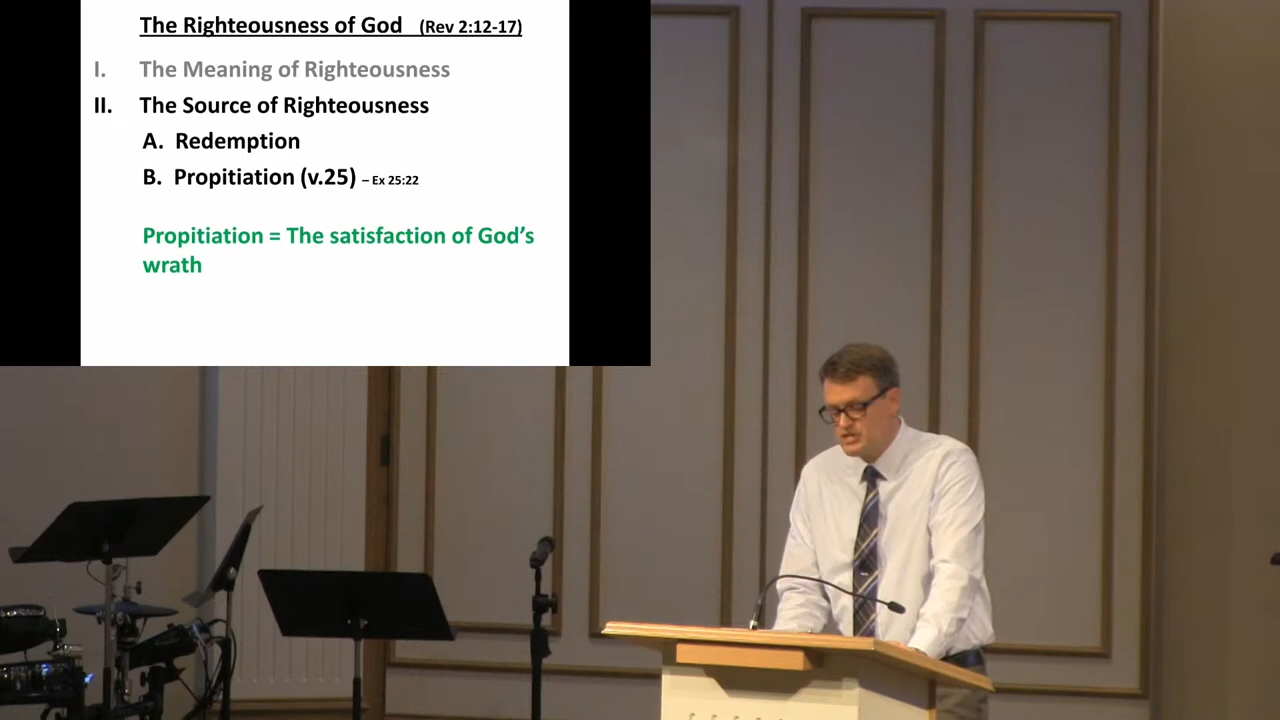 The Righteousness of God (Rev 2:12-17)
I. The Meaning of Righteousness
II. The Source of Righteousness
A. Redemption
B. Propitiation (v.25) – Ex 25:22
Propitiation = The satisfaction of God’s
wrath